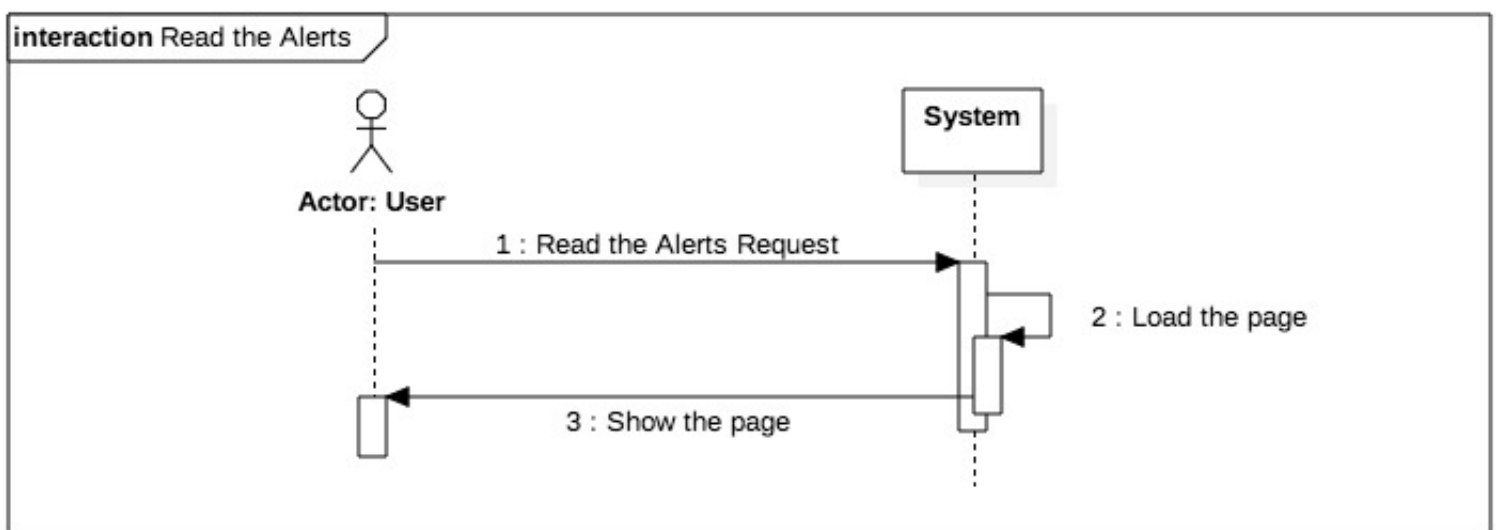 interaction Read the Alerts
System
Actor: User
1 : Read the Alerts Request
2 : Load the page
3 : Show the page